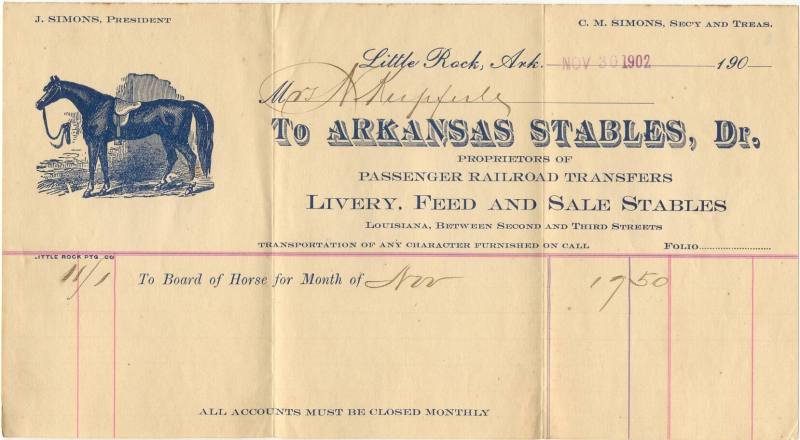 J. SIMONS, PRESIDENT
C. M. SIMONS, SEC'Y AND TREAS.
Little Rock, Ark. NOV 30 1902 190
Mrs N
To ARKANSAS STABLES, Dr.
PROPRIETORS OF
PASSENGER RAILROAD TRANSFERS
LIVERY, FEED AND SALE STABLES
LOUISIANA, BETWEEN SECOND AND THIRD STREETS
TRANSPORTATION OF ANY CHARACTER FURNISHED ON CALL FOLIO
LITTLE ROCK PTG. CO
11/1 To Board of Horse for Month of Nov 19 50
ALL ACCOUNTS MUST BE CLOSED MONTHLY